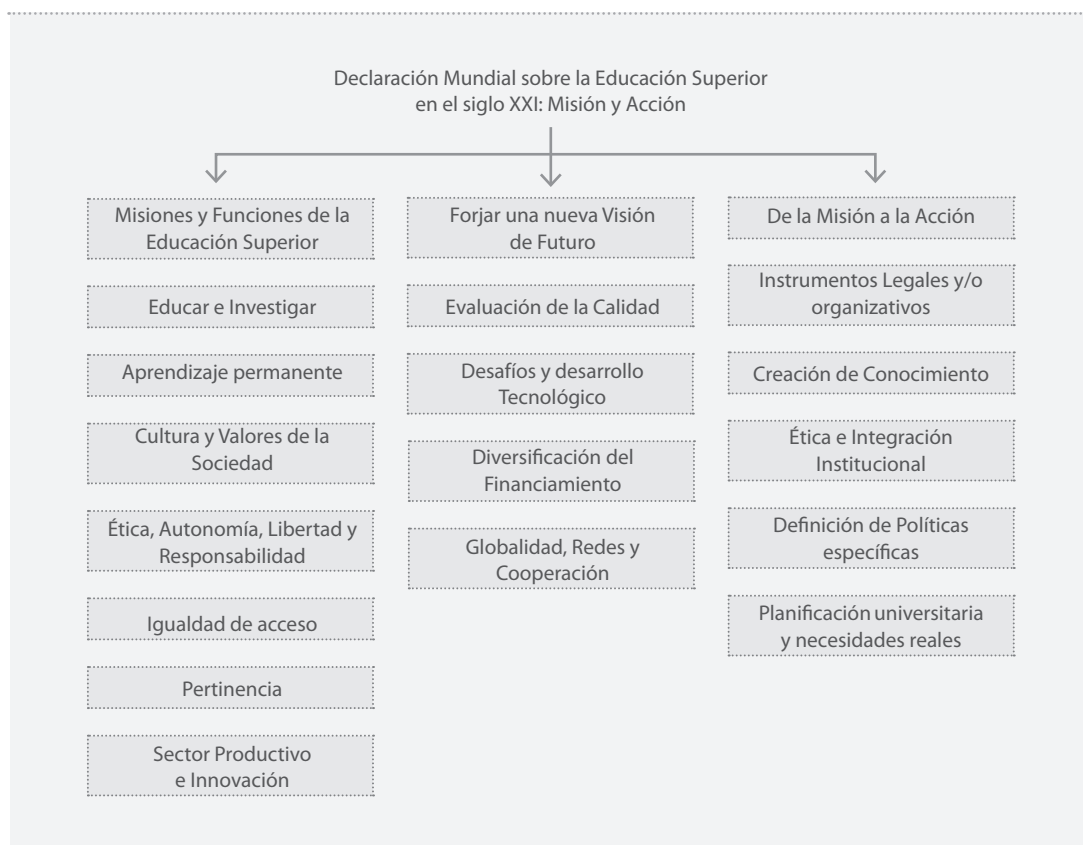 Declaración Mundial sobre la Educación Superior
en el siglo XXI: Misión y Acción
Misiones y Funciones de la
Educación Superior
Educar e Investigar
Aprendizaje permanente
Cultura y Valores de la
Sociedad
Ética, Autonomía, Libertad y
Responsabilidad
Igualdad de acceso
Pertinencia
Sector Productivo
e Innovación
Forjar una nueva Visión
de Futuro
Evaluación de la Calidad
Desafíos y desarrollo
Tecnológico
Diversificación del
Financiamiento
Globalidad, Redes y
Cooperación
De la Misión a la Acción
Instrumentos Legales y/o
organizativos
Creación de Conocimiento
Ética e Integración
Institucional
Definición de Políticas
específicas
Planificación universitaria
y necesidades reales